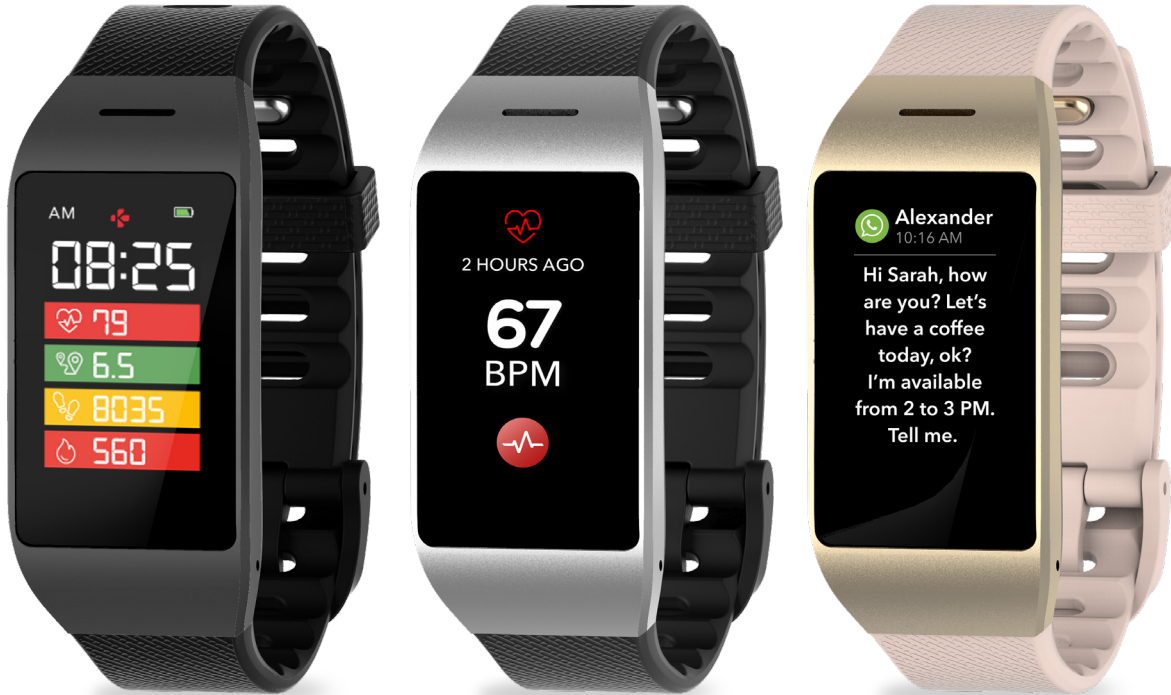 AM
08:25
79
6.5
8035
560
2 HOURS AGO
67
BPM
Alexander
10:16 AM
Hi Sarah, how
are you? Let's
have a coffee
today, ok?
I'm available
from 2 to 3 PM.
Tell me.